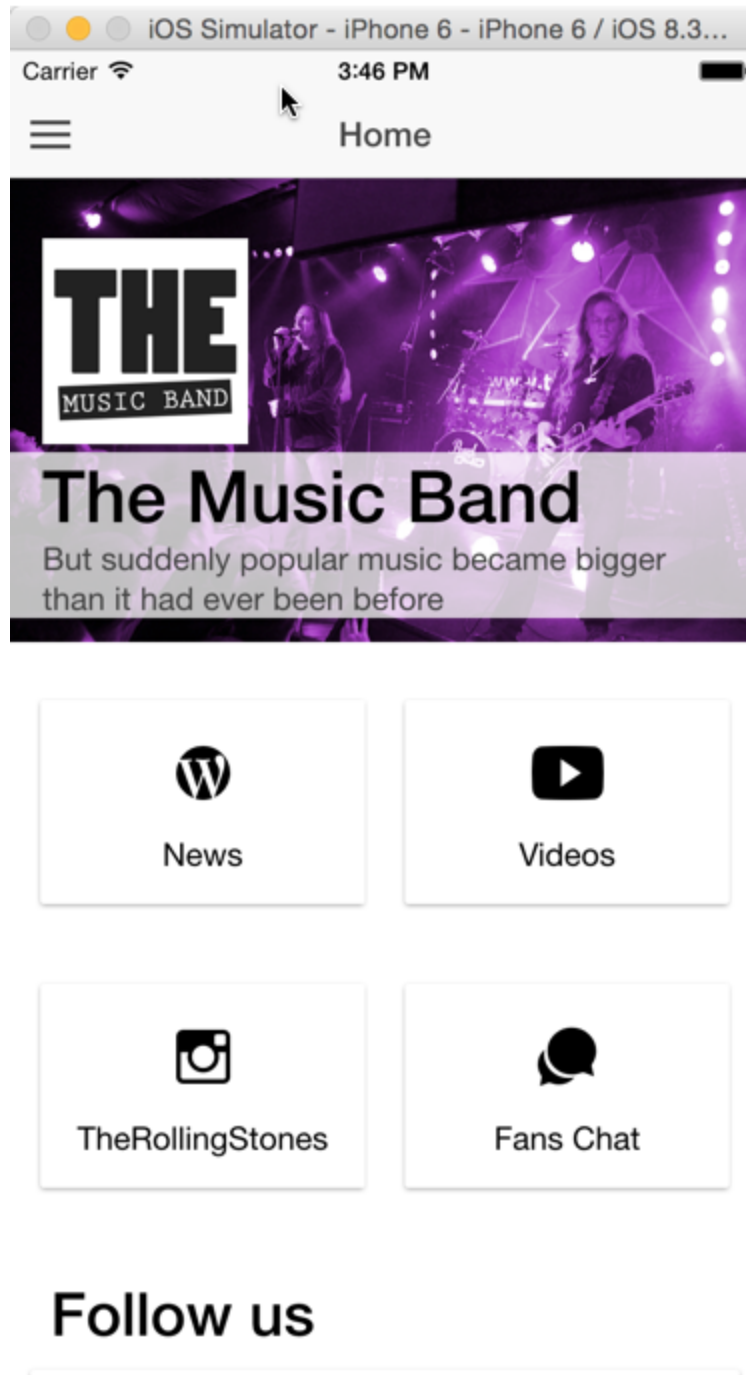 iOS Simulator - iPhone 6 - iPhone 6 / iOS 8.3...
Carrier 3:46 PM
Home
THE
MUSIC BAND
www.t
The Music Band
But suddenly popular music became bigger
than it had ever been before
News
Videos
TheRollingStones
Fans Chat
Follow us